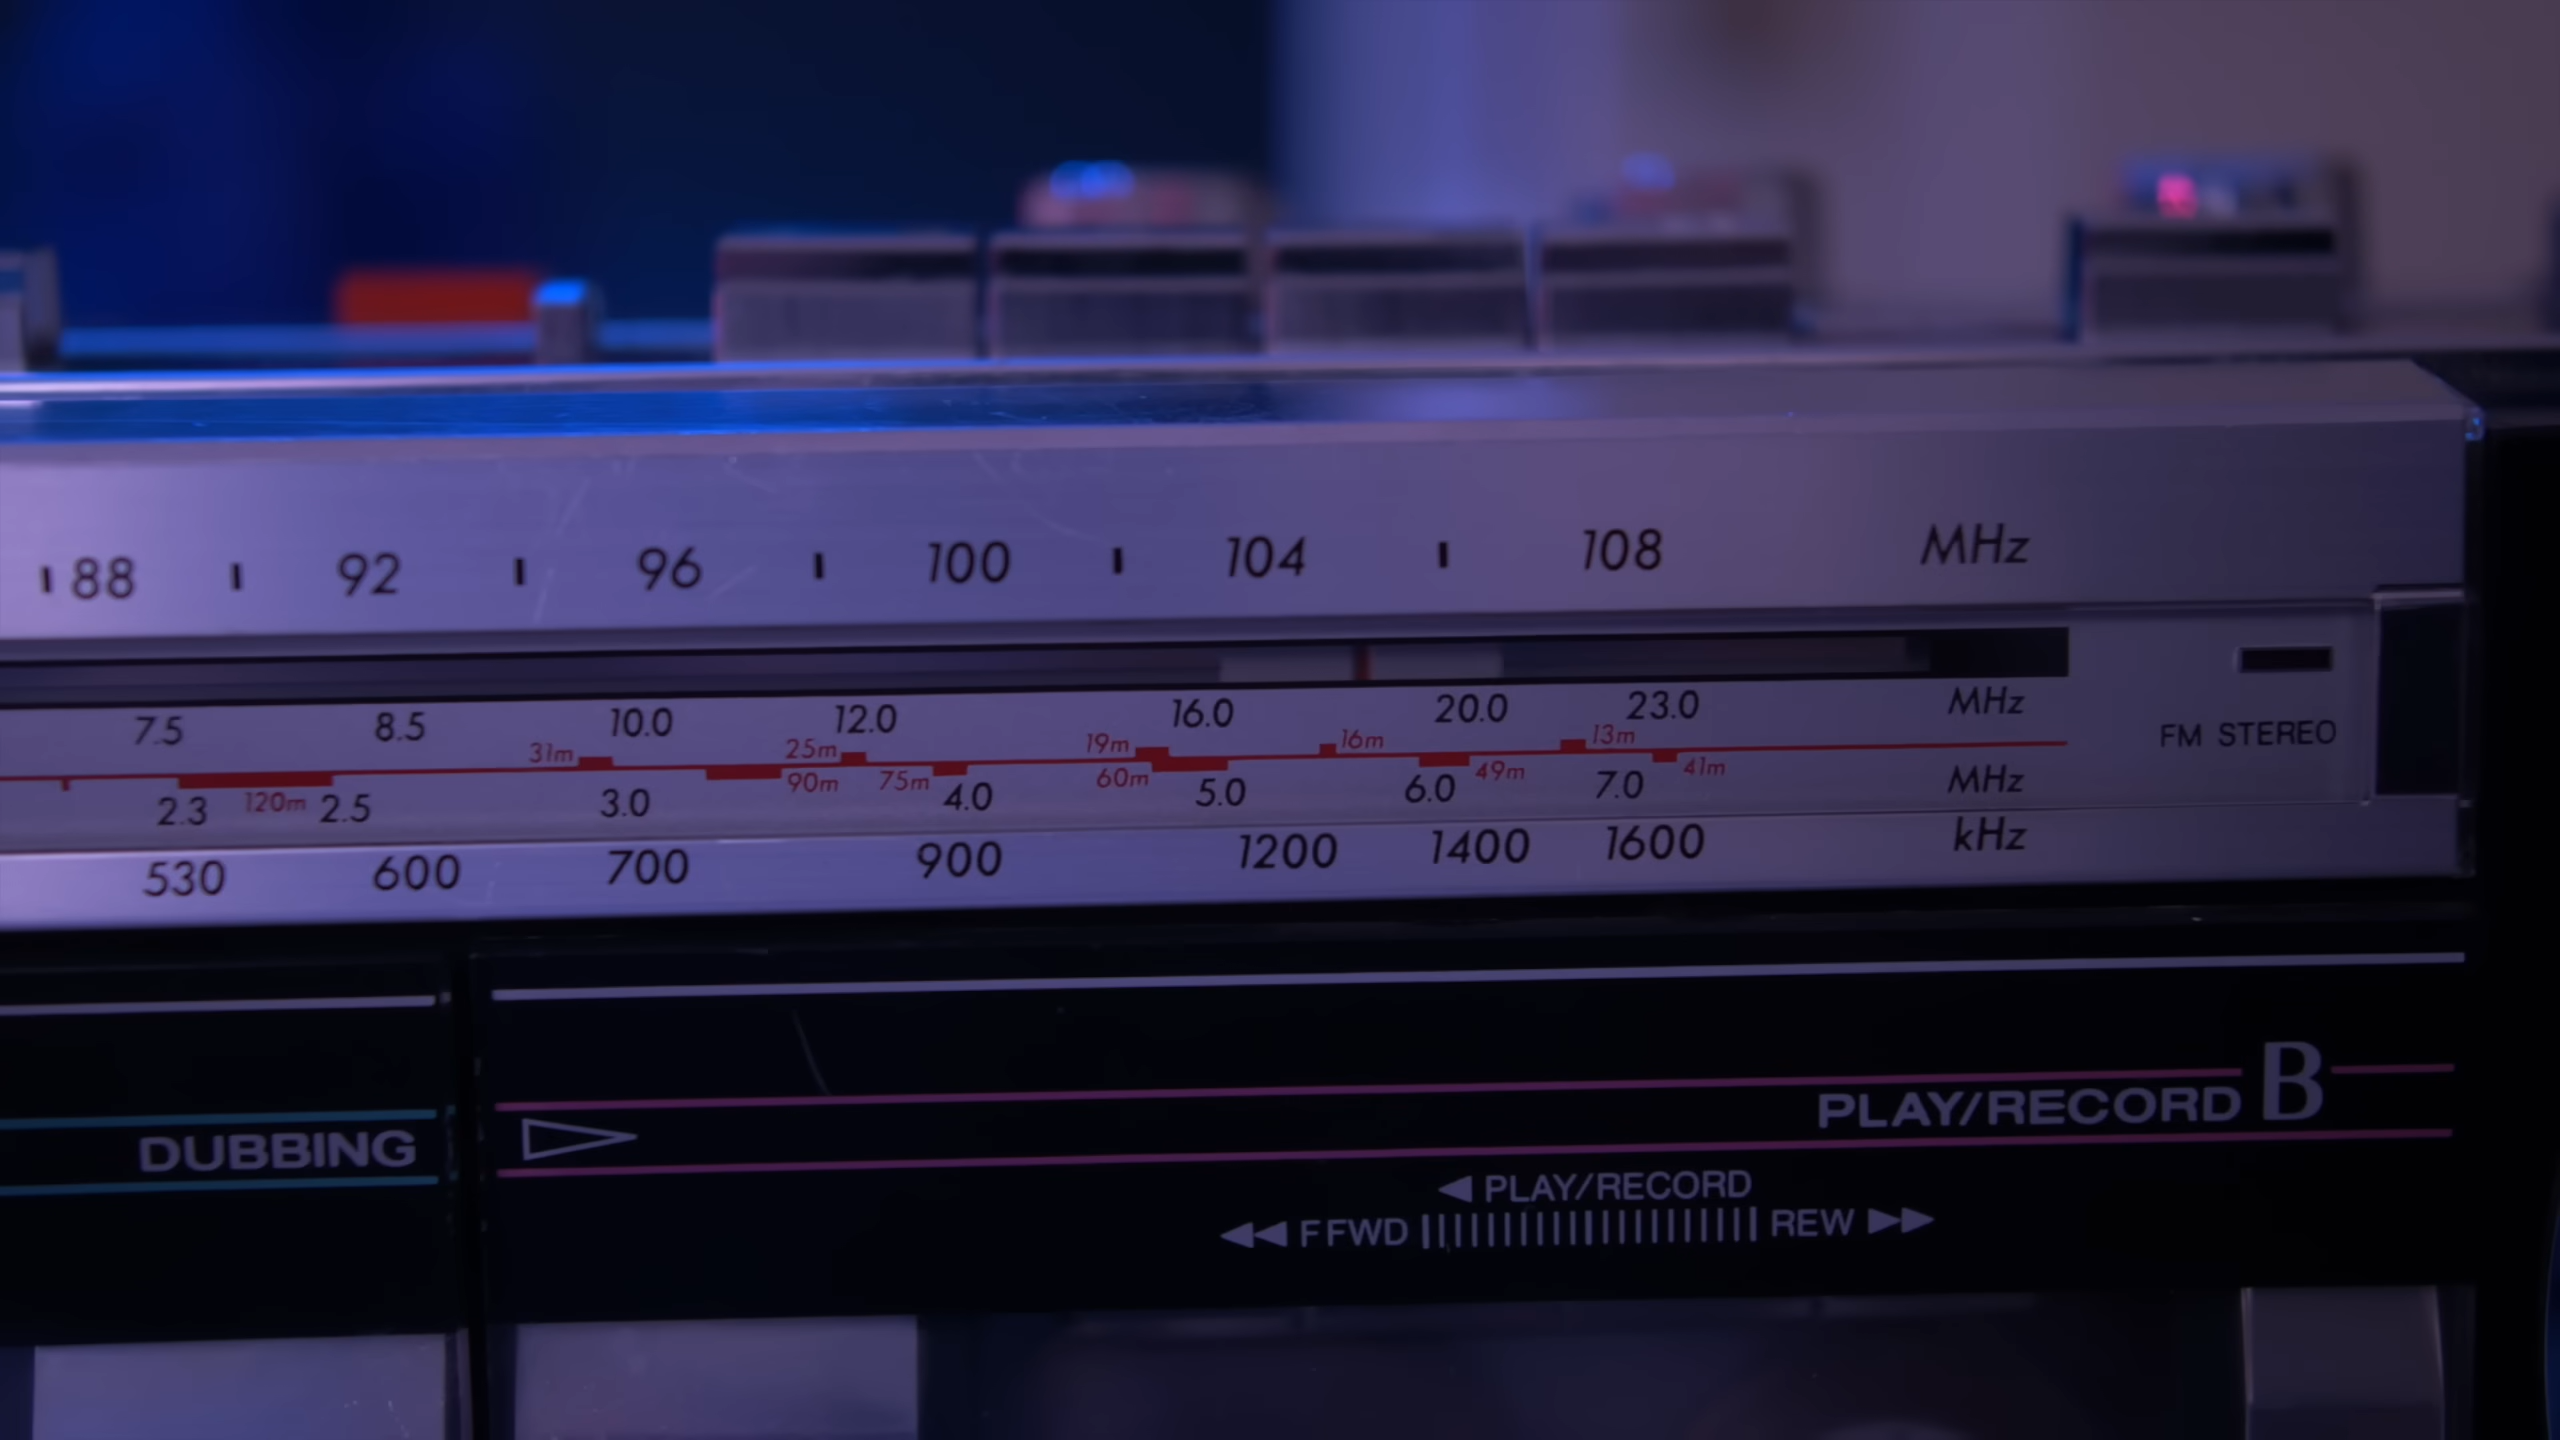 88 92 96 100 104 108 MHz
7.5 8.5 10.0 12.0 16.0 20.0 23.0 MHz
31m 25m 19m 16m 13m
FM STEREO
120m 90m 75m 60m 49m 41m
2.3 2.5 3.0 4.0 5.0 6.0 7.0 MHz
530 600 700 900 1200 1400 1600 kHz
DUBBING
PLAY/RECORD B
PLAY/RECORD
F FWD REW